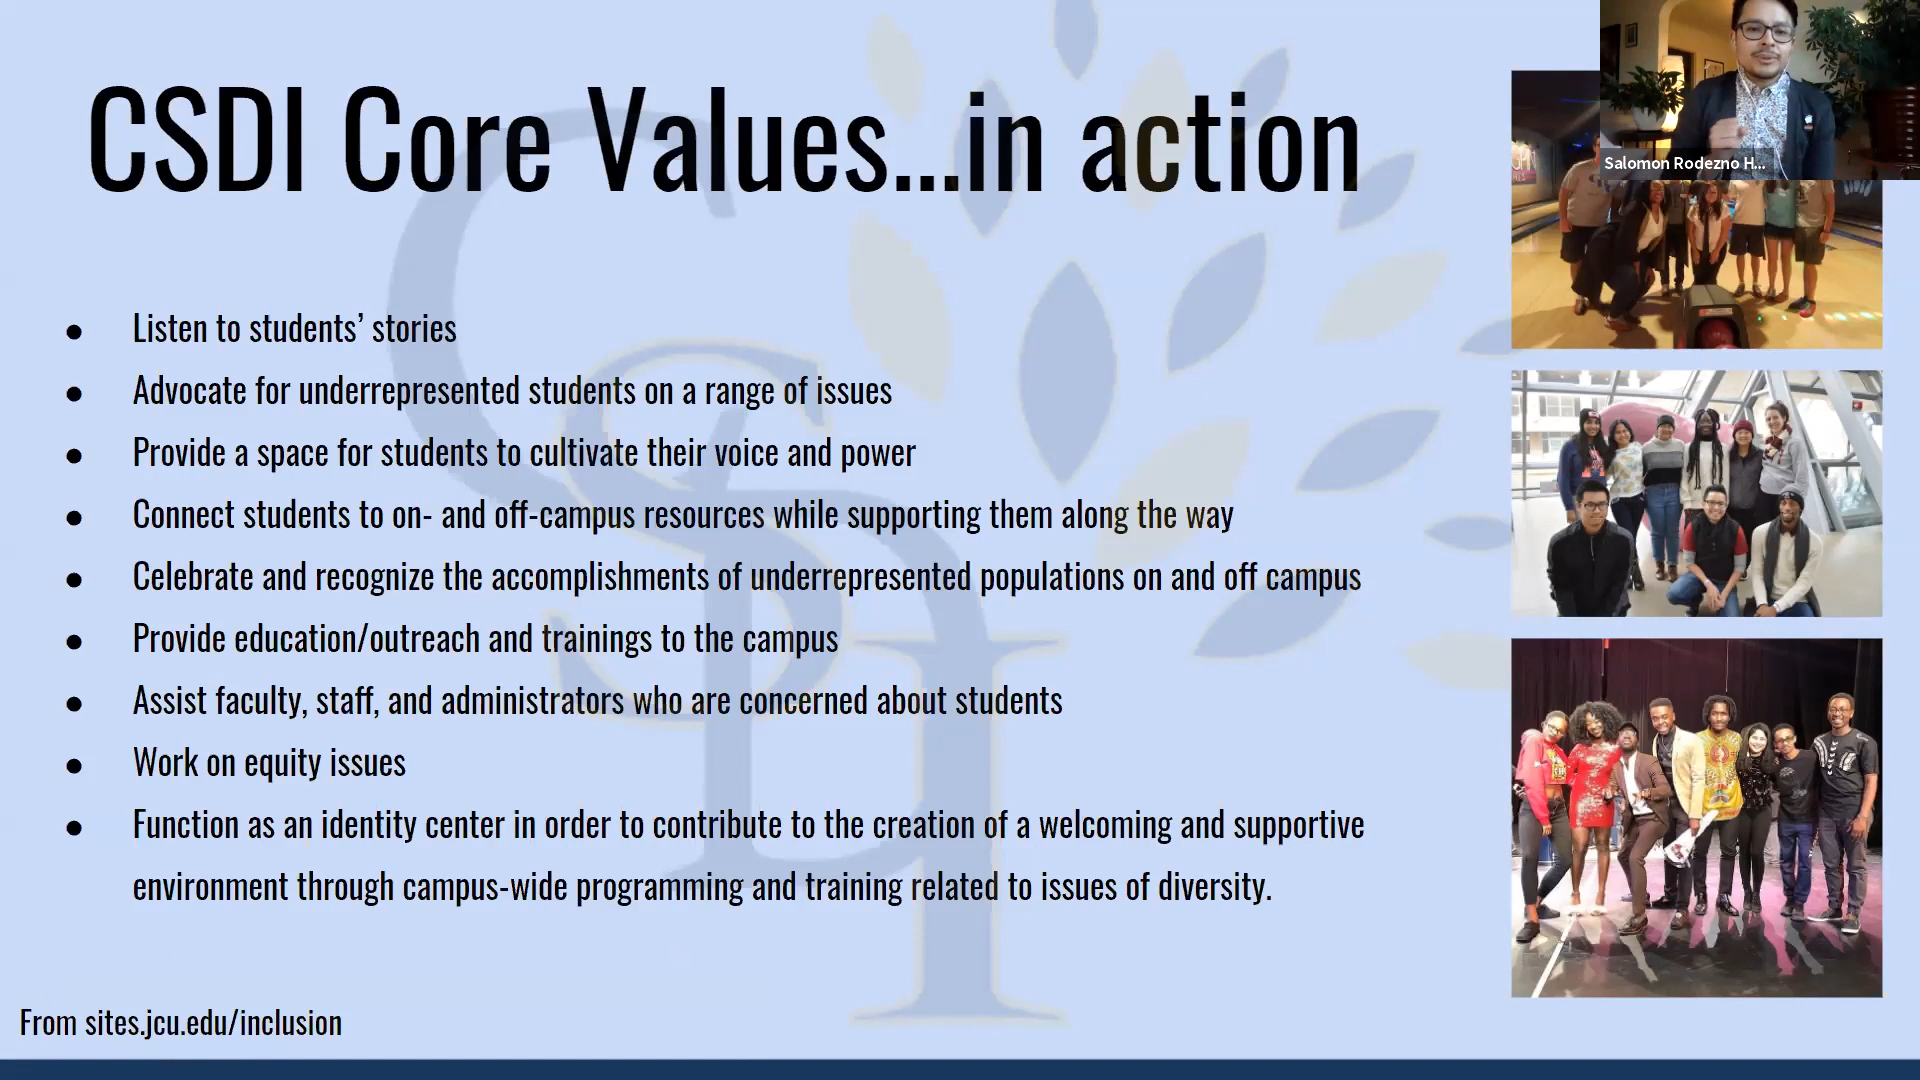 CSDI Core Values...in action
Salomon Rodezno H...
● Listen to students’ stories
● Advocate for underrepresented students on a range of issues
● Provide a space for students to cultivate their voice and power
● Connect students to on- and off-campus resources while supporting them along the way
● Celebrate and recognize the accomplishments of underrepresented populations on and off campus
● Provide education/outreach and trainings to the campus
● Assist faculty, staff, and administrators who are concerned about students
● Work on equity issues
● Function as an identity center in order to contribute to the creation of a welcoming and supportive
environment through campus-wide programming and training related to issues of diversity.
From sites.jcu.edu/inclusion
CSDI